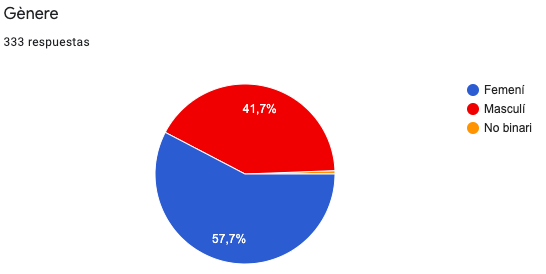 Gènere
333 respuestas
41,7%
57,7%
Femení
Masculí
No binari